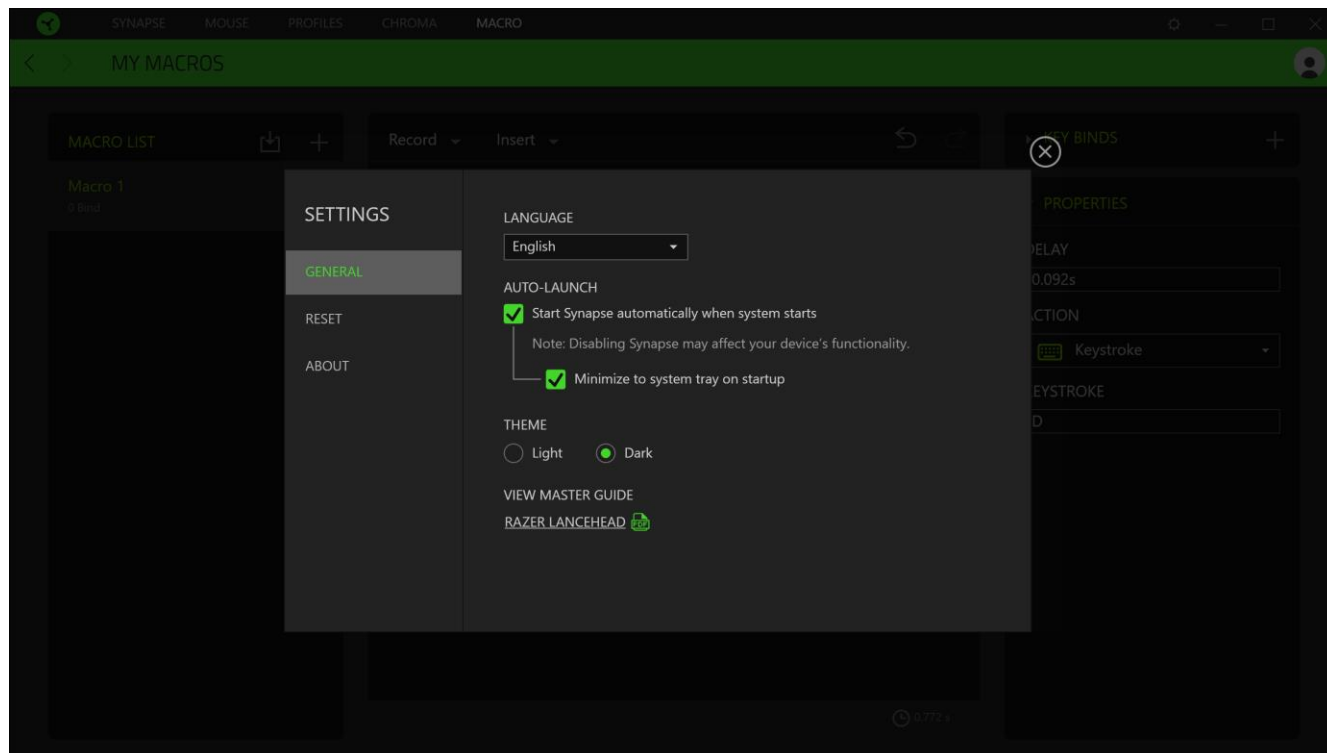 SYNAPSE MOUSE PROFILES CHROMA MACRO
MY MACROS
MACRO LIST
Record
Insert
KEY BINDS
Macro 1
0 Bind
PROPERTIES
DELAY
0.092s
ACTION
Keystroke
KEYSTROKE
D
SETTINGS
GENERAL
RESET
ABOUT
LANGUAGE
English
AUTO-LAUNCH
Start Synapse automatically when system starts
Note: Disabling Synapse may affect your device's functionality.
Minimize to system tray on startup
THEME
Light Dark
VIEW MASTER GUIDE
RAZER LANCEHEAD
PDF
0.772 s